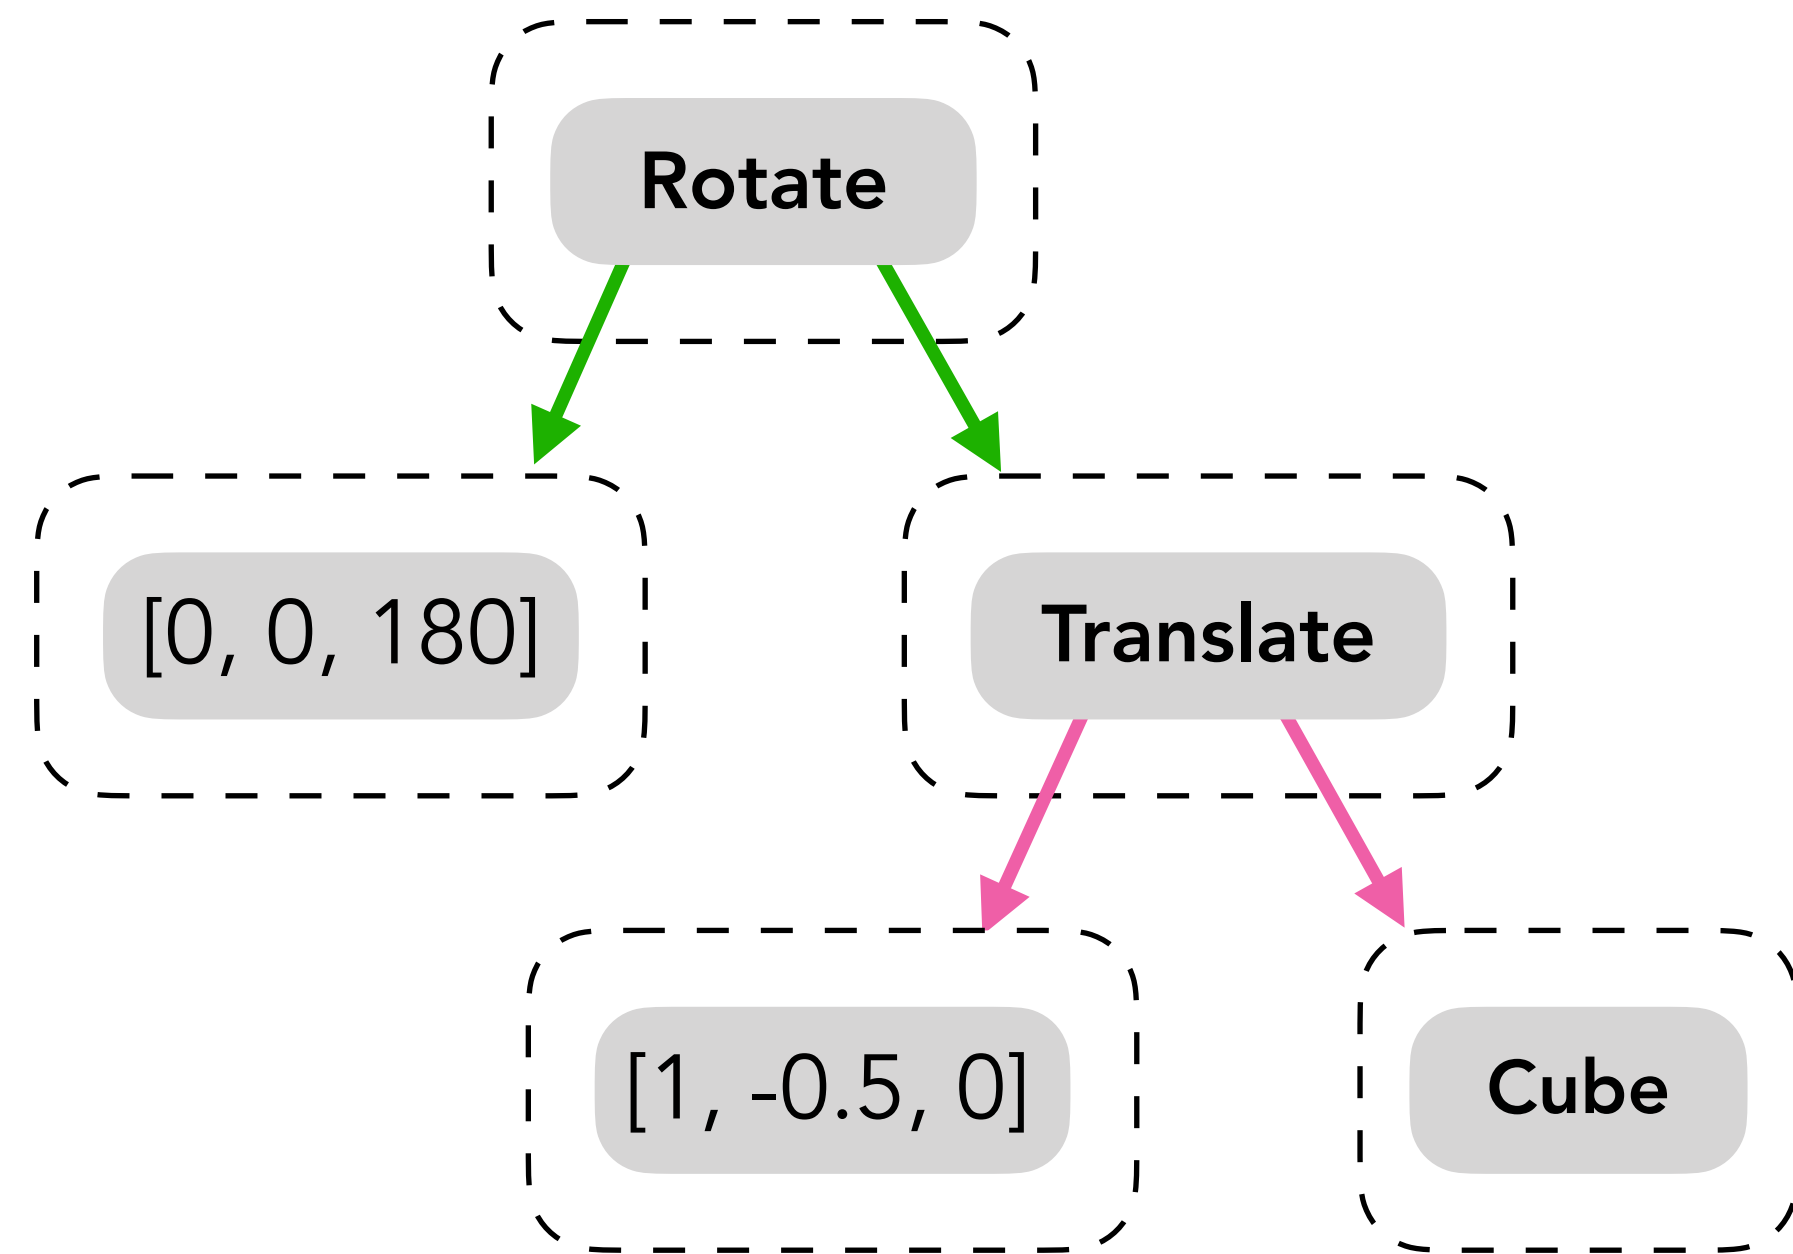 Rotate
[0, 0, 180]
Translate
[1, -0.5, 0]
Cube